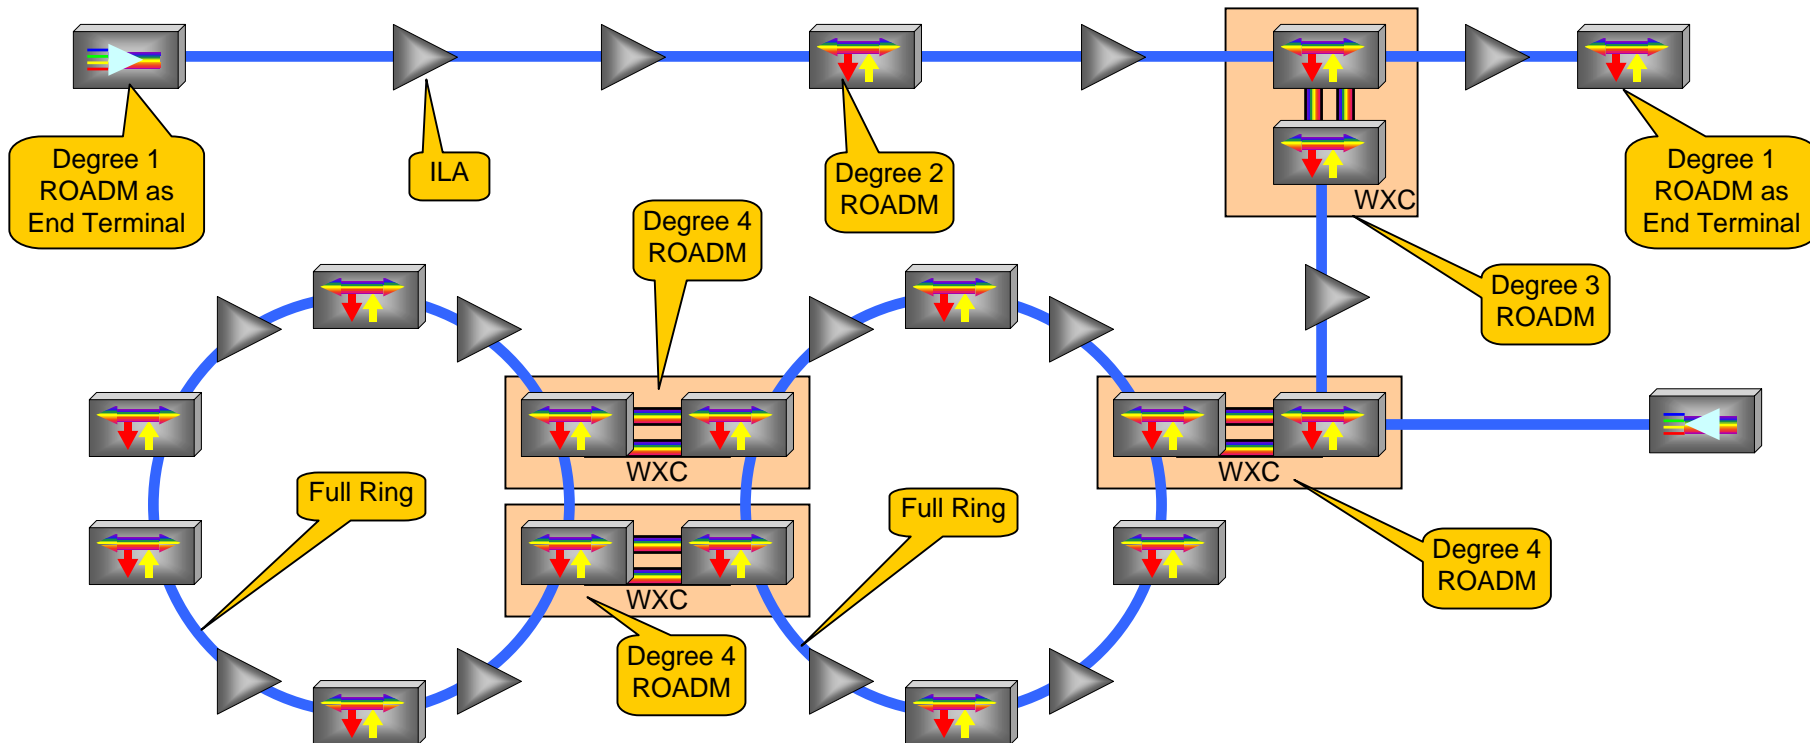 Degree 1
ROADM as
End Terminal
ILA
Degree 2
ROADM
WXC
Degree 1
ROADM as
End Terminal
Degree 4
ROADM
Degree 3
ROADM
WXC
WXC
Full Ring
Full Ring
Degree 4
ROADM
WXC
Degree 4
ROADM